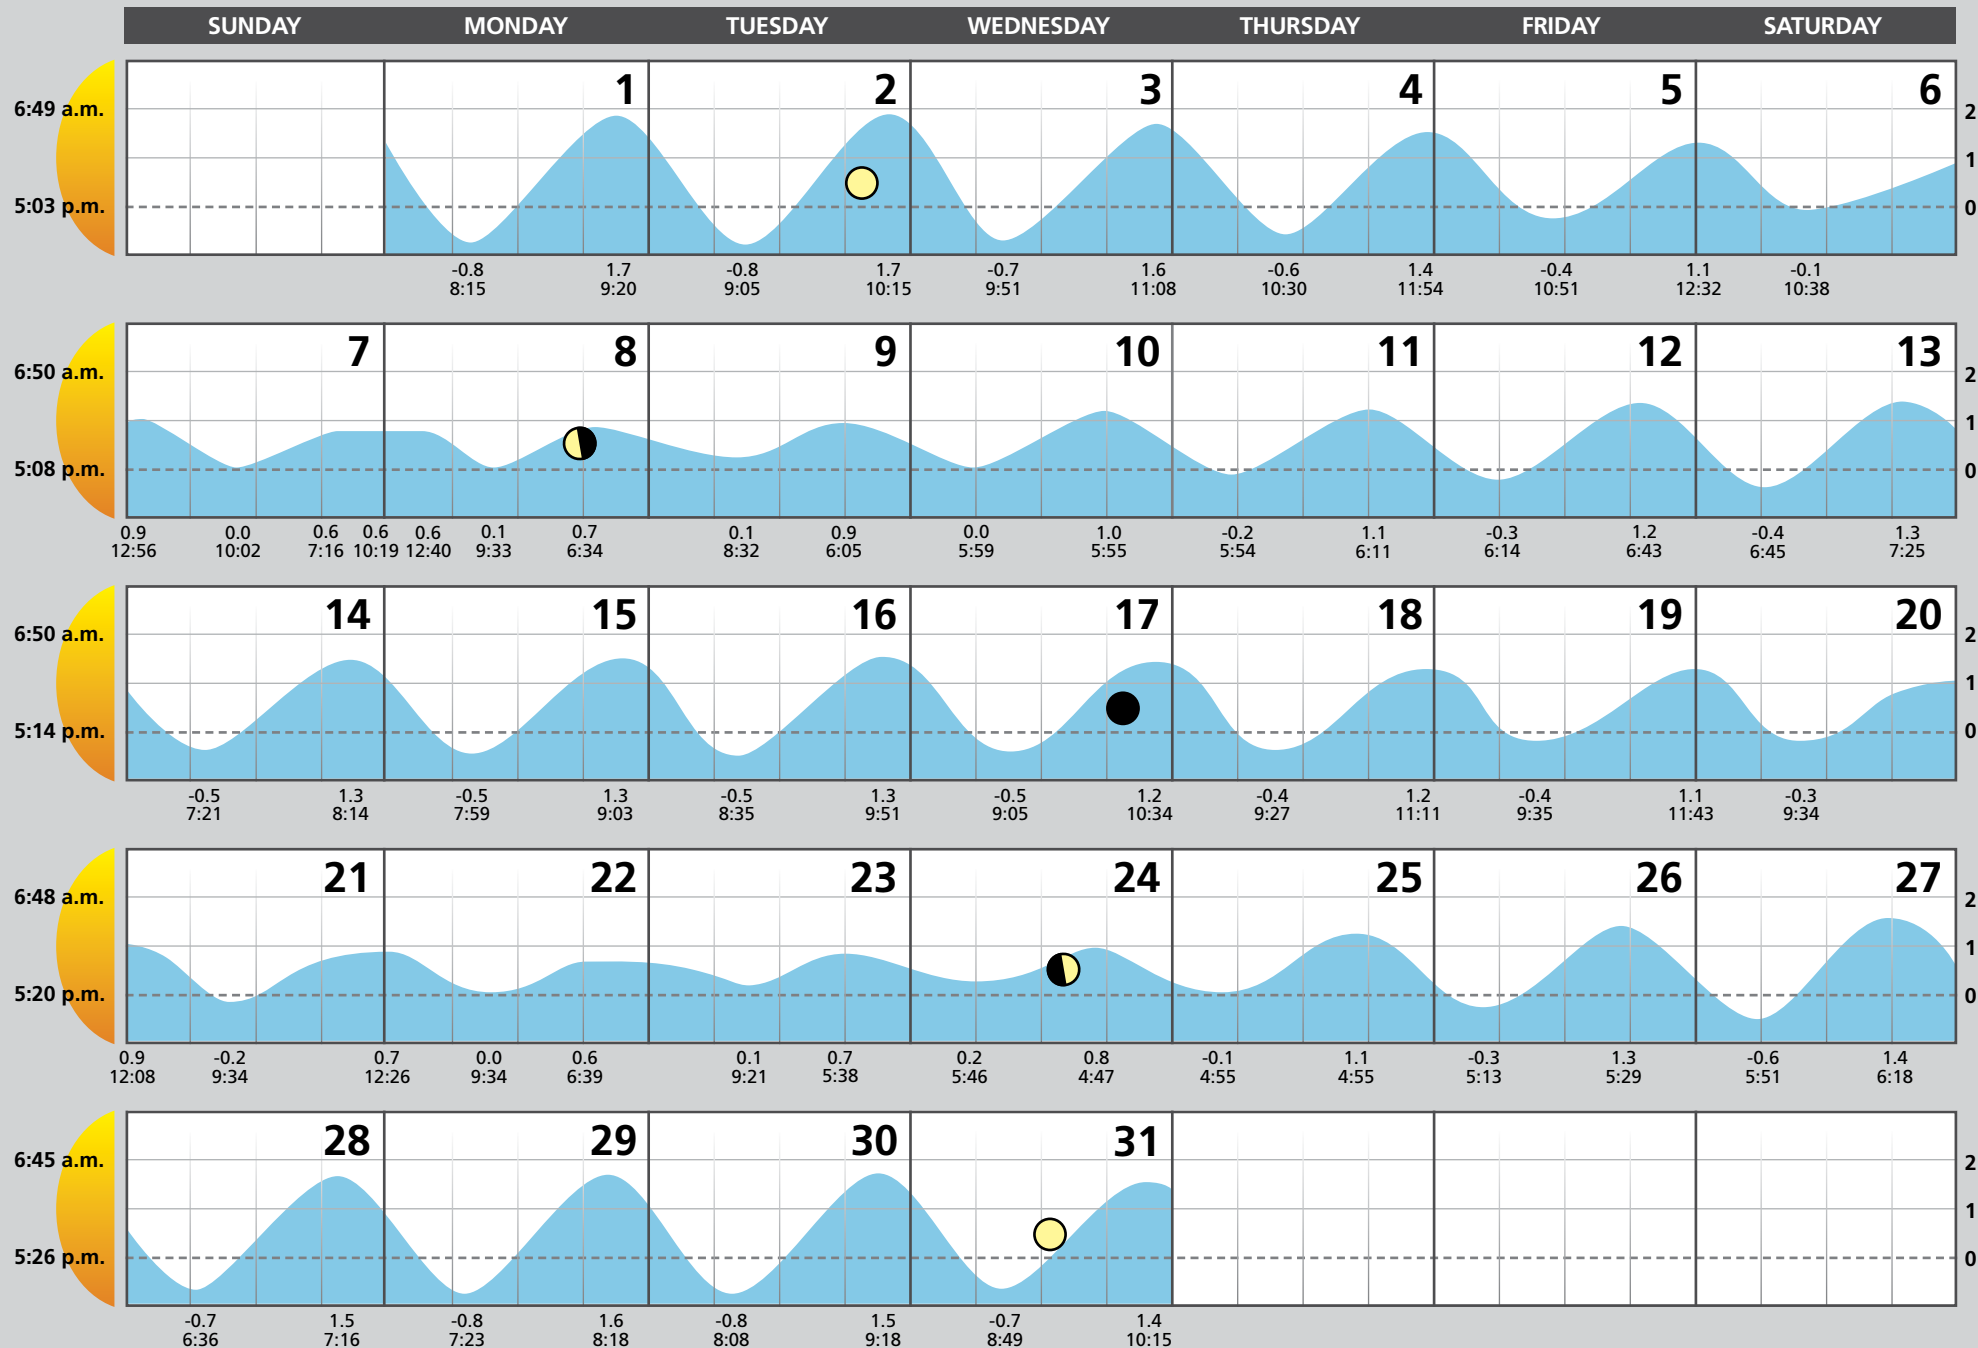 SUNDAY MONDAY TUESDAY WEDNESDAY THURSDAY FRIDAY SATURDAY
1 2 3 4 5 6
6:49 a.m. 2
1
5:03 p.m. 0
-0.8 1.7 -0.8 1.7 -0.7 1.6 -0.6 1.4 -0.4 1.1 -0.1
8:15 9:20 9:05 10:15 9:51 11:08 10:30 11:54 10:51 12:32 10:38
7 8 9 10 11 12 13
6:50 a.m. 2
1
5:08 p.m. 0
0.9 0.0 0.6 0.6 0.6 0.1 0.7 0.1 0.9 0.0 1.0 -0.2 1.1 -0.3 1.2 -0.4 1.3
12:56 10:02 7:16 10:19 12:40 9:33 6:34 8:32 6:05 5:59 5:55 5:54 6:11 6:14 6:43 6:45 7:25
14 15 16 17 18 19 20
6:50 a.m. 2
1
5:14 p.m. 0
-0.5 1.3 -0.5 1.3 -0.5 1.3 -0.5 1.2 -0.4 1.2 -0.4 1.1 -0.3
7:21 8:14 7:59 9:03 8:35 9:51 9:05 10:34 9:27 11:11 9:35 11:43 9:34
21 22 23 24 25 26 27
6:48 a.m. 2
1
5:20 p.m. 0
0.9 -0.2 0.7 0.0 0.6 0.1 0.7 0.2 0.8 -0.1 1.1 -0.3 1.3 -0.6 1.4
12:08 9:34 12:26 9:34 6:39 9:21 5:38 5:46 4:47 4:55 4:55 5:13 5:29 5:51 6:18
28 29 30 31
6:45 a.m. 2
1
5:26 p.m. 0
-0.7 1.5 -0.8 1.6 -0.8 1.5 -0.7 1.4
6:36 7:16 7:23 8:18 8:08 9:18 8:49 10:15